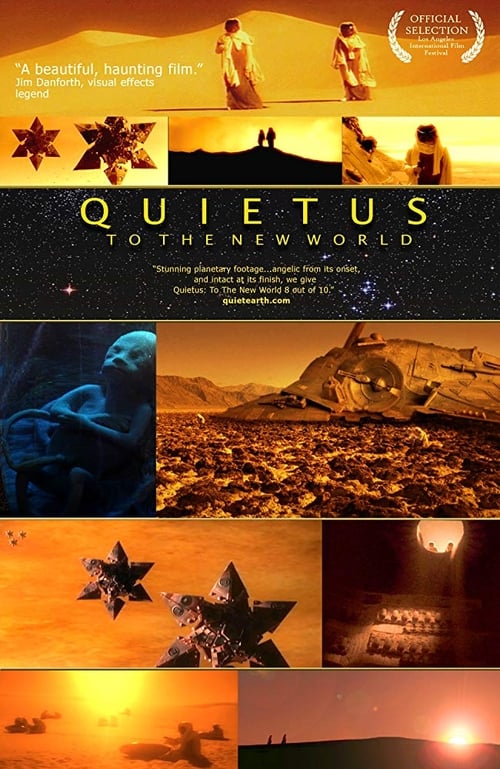 OFFICIAL
SELECTION
Los Angeles
International Film
Festival
“A beautiful, haunting film.”
Jim Danforth, visual effects
legend
QUIETUS
TO THE NEW WORLD
“Stunning planetary footage...angelic from its onset,
and intact at its finish, we give
Quietus: To The New World 8 out of 10.”
quietearth.com